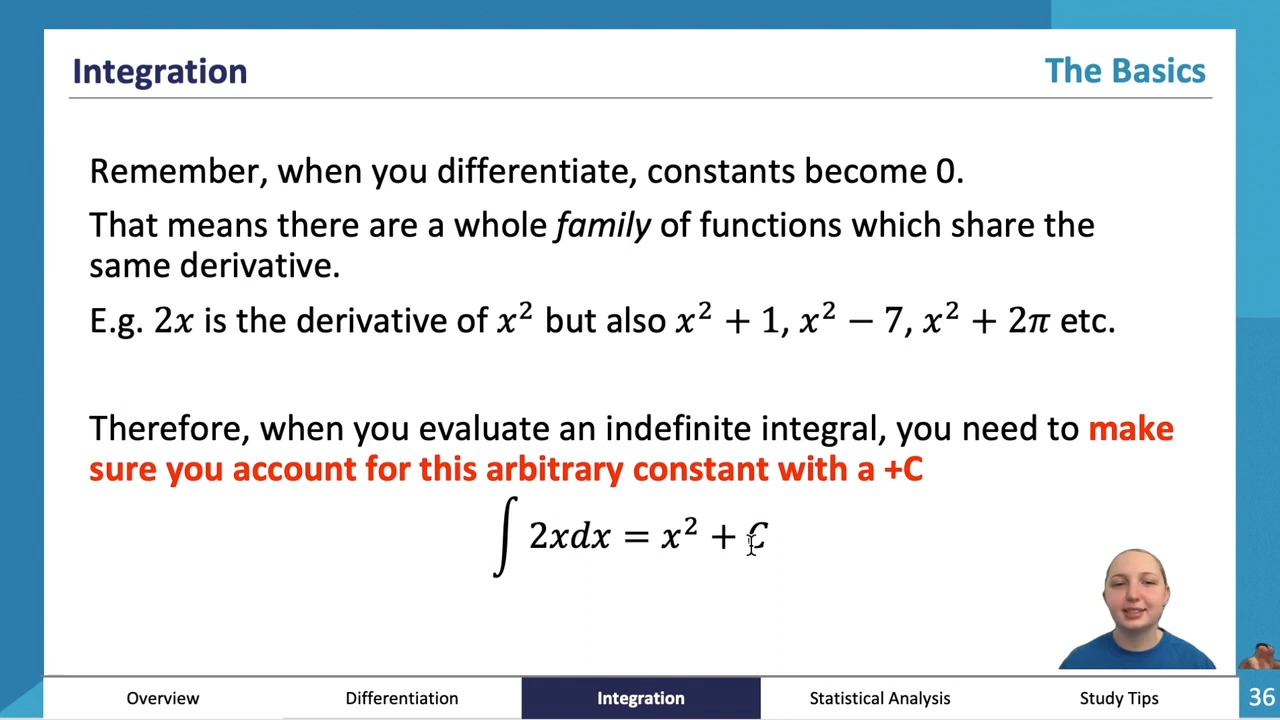 Integration
The Basics
Remember, when you differentiate, constants become 0.
That means there are a whole family of functions which share the
same derivative.
E.g. 2𝑥 is the derivative of 𝑥² but also 𝑥² + 1, 𝑥² − 7, 𝑥² + 2𝜋 etc.
Therefore, when you evaluate an indefinite integral, you need to make
sure you account for this arbitrary constant with a +C
∫ 2𝑥𝑑𝑥 = 𝑥² + 𝐶
Overview
Differentiation
Integration
Statistical Analysis
Study Tips
36